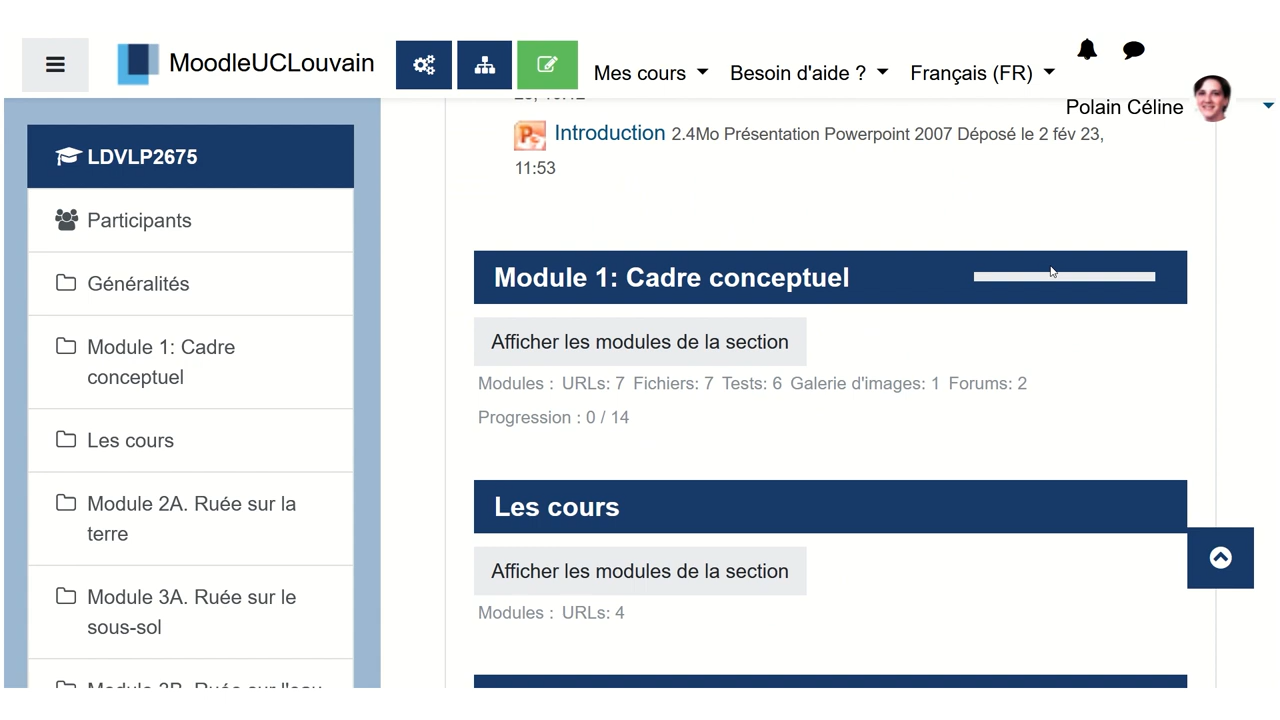 MoodleUCLouvain
Mes cours
Besoin d'aide ?
Français (FR)
Polain Céline
LDVLP2675
Participants
Généralités
Module 1: Cadre
conceptuel
Les cours
Module 2A. Ruée sur la
terre
Module 3A. Ruée sur le
sous-sol
Introduction 2.4Mo Présentation Powerpoint 2007 Déposé le 2 fév 23,
11:53
Module 1: Cadre conceptuel
Afficher les modules de la section
Modules : URLs: 7 Fichiers: 7 Tests: 6 Galerie d'images: 1 Forums: 2
Progression : 0 / 14
Les cours
Afficher les modules de la section
Modules : URLs: 4